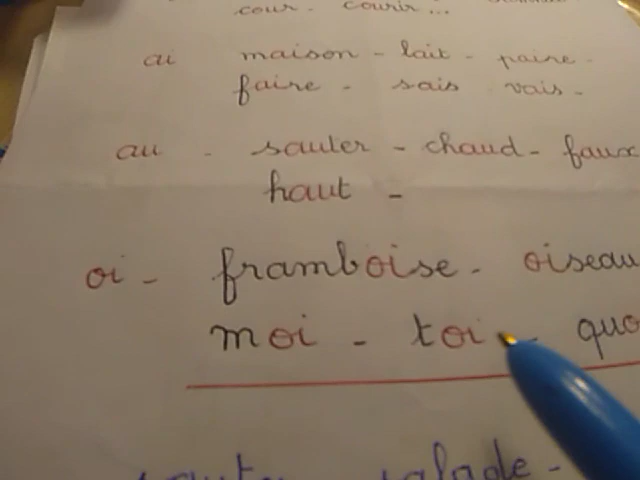 cour - courir ...
ai maison - lait - paire -
faire - sais vais -
au - sauter - chaud - faux
haut -
oi - framboise - oiseau
moi - toi - quo
salade -